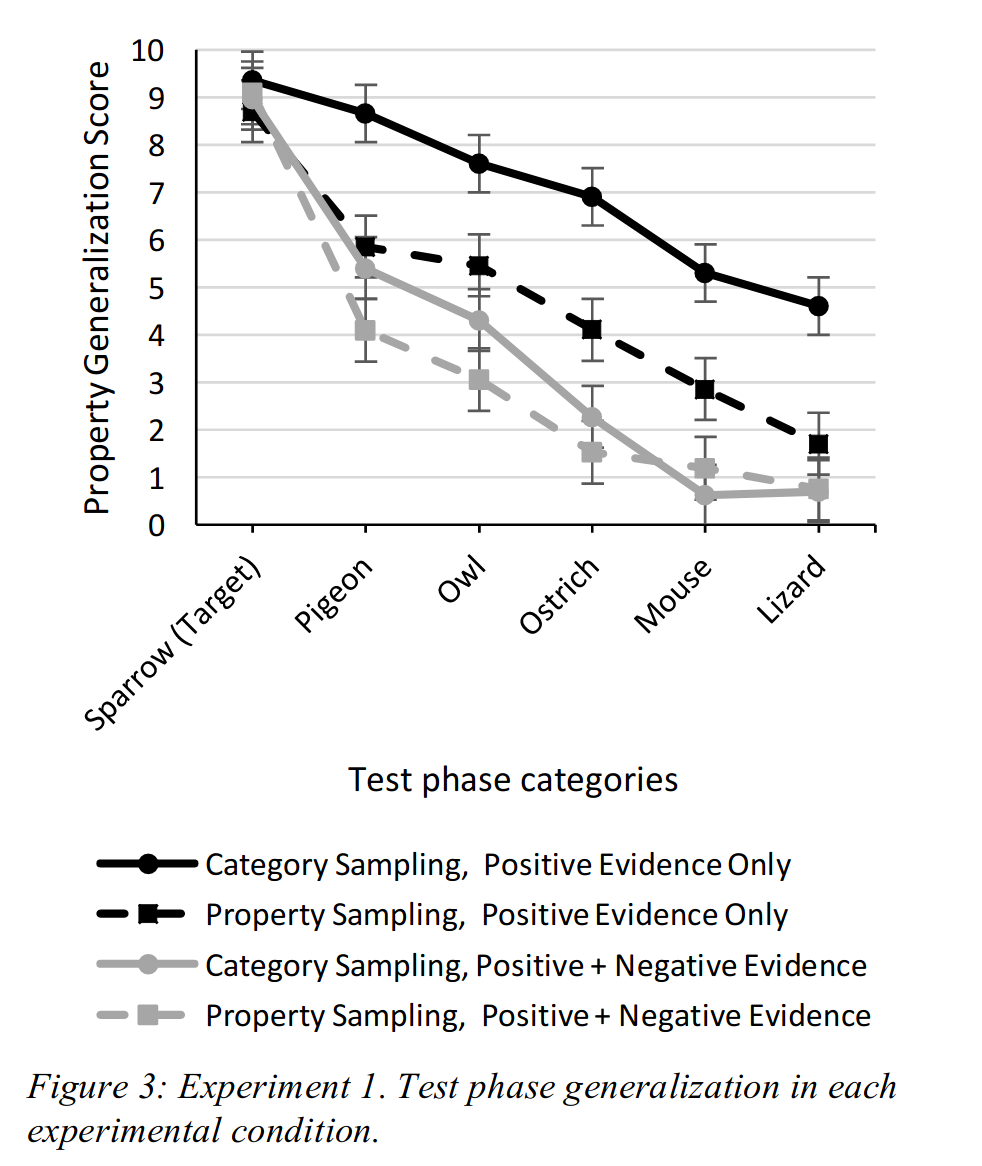 Property Generalization Score
10
9
8
7
6
5
4
3
2
1
0
Sparrow (Target)
Pigeon
Owl
Ostrich
Mouse
Lizard
Test phase categories
Category Sampling, Positive Evidence Only
Property Sampling, Positive Evidence Only
Category Sampling, Positive + Negative Evidence
Property Sampling, Positive + Negative Evidence
Figure 3: Experiment 1. Test phase generalization in each
experimental condition.